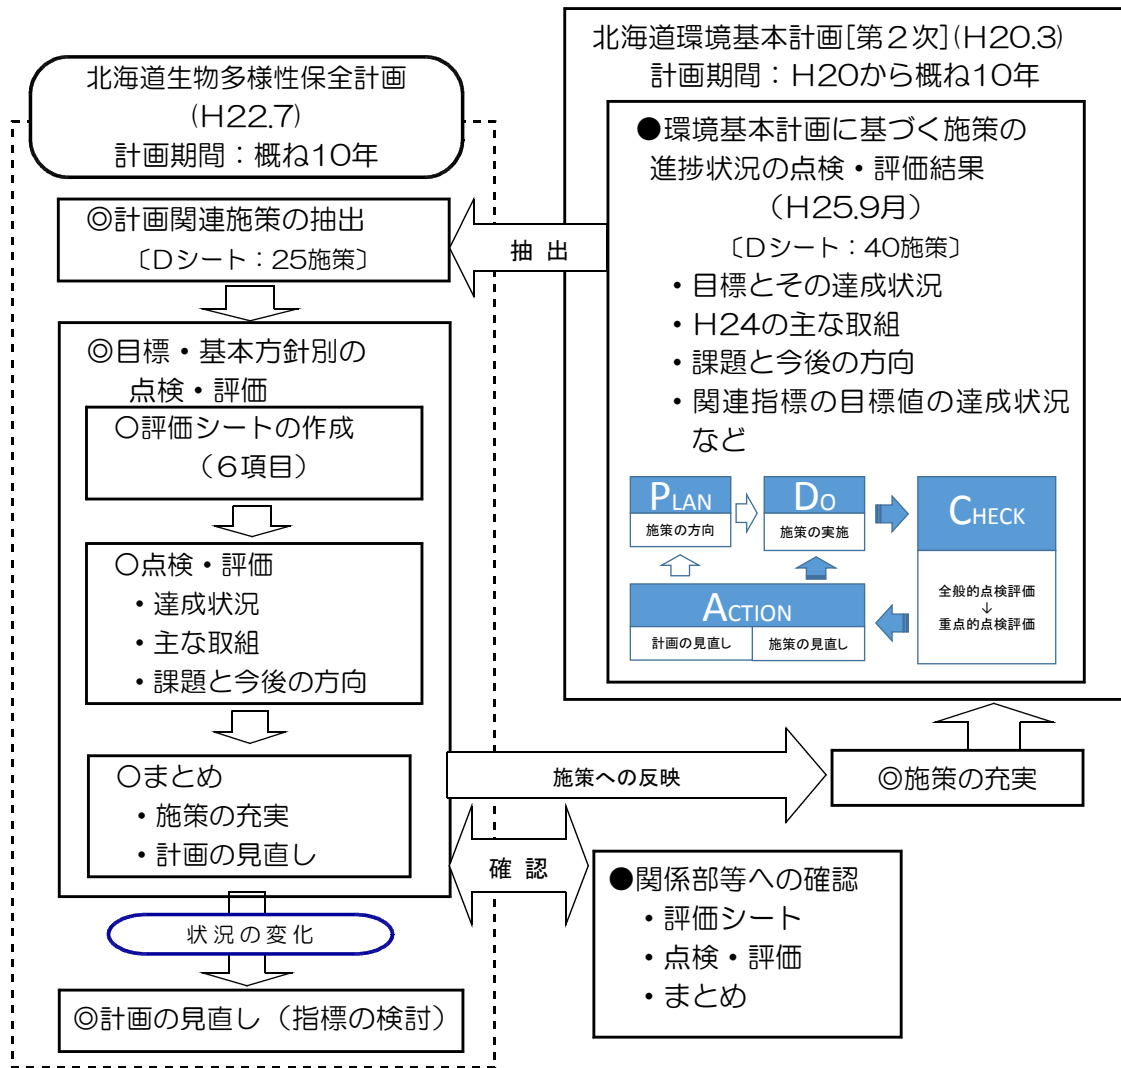 北海道生物多様性保全計画
(H22.7)
計画期間：概ね10年
◎計画関連施策の抽出
〔Dシート：25施策〕
◎目標・基本方針別の
点検・評価
○評価シートの作成
（6項目）
○点検・評価
・達成状況
・主な取組
・課題と今後の方向
○まとめ
・施策の充実
・計画の見直し
状況の変化
◎計画の見直し（指標の検討）
抽 出
北海道環境基本計画[第2次](H20.3)
計画期間：H20から概ね10年
●環境基本計画に基づく施策の
進捗状況の点検・評価結果
（H25.9月）
〔Dシート：40施策〕
・目標とその達成状況
・H24の主な取組
・課題と今後の方向
・関連指標の目標値の達成状況
など
PLAN
施策の方向
DO
施策の実施
CHECK
全般的点検評価
↓
重点的点検評価
ACTION
計画の見直し
施策の見直し
施策への反映
◎施策の充実
確 認
●関係部等への確認
・評価シート
・点検・評価
・まとめ